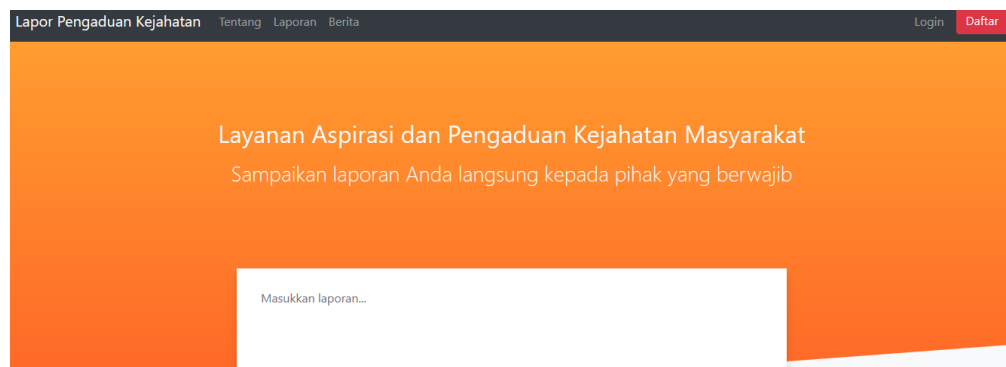 Lapor Pengaduan Kejahatan Tentang Laporan Berita Login Daftar
Layanan Aspirasi dan Pengaduan Kejahatan Masyarakat
Sampaikan laporan Anda langsung kepada pihak yang berwajib
Masukkan laporan...